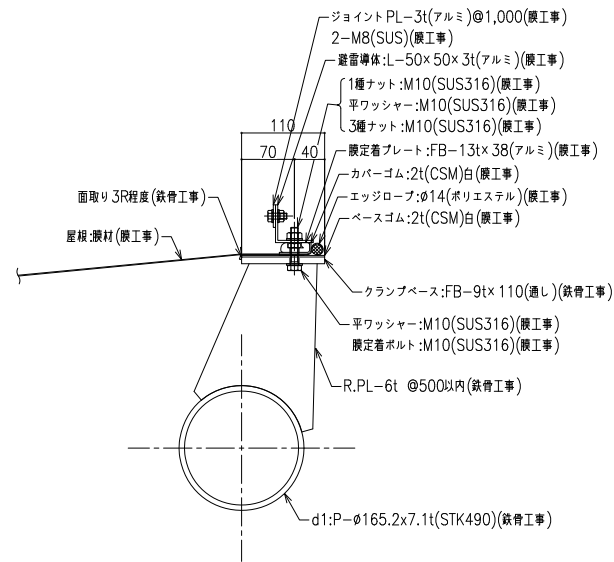 ジョイントPL-3t(アルミ)@1,000(膜工事)
2-M8(SUS)(膜工事)
避雷導体:L-50×50×3t(アルミ)(膜工事)
1種ナット:M10(SUS316)(膜工事)
平ワッシャー:M10(SUS316)(膜工事)
3種ナット:M10(SUS316)(膜工事)
110
70 40
膜定着プレート:FB-13t×38(アルミ)(膜工事)
カバーゴム:2t(CSM)白(膜工事)
エッジロープ:ø14(ポリエステル)(膜工事)
ベースゴム:2t(CSM)白(膜工事)
面取り3R程度(鉄骨工事)
屋根:膜材(膜工事)
クランプベース:FB-9t×110(通し)(鉄骨工事)
平ワッシャー:M10(SUS316)(膜工事)
膜定着ボルト:M10(SUS316)(膜工事)
R.PL-6t @500以内(鉄骨工事)
d1:P-ø165.2x7.1t(STK490)(鉄骨工事)